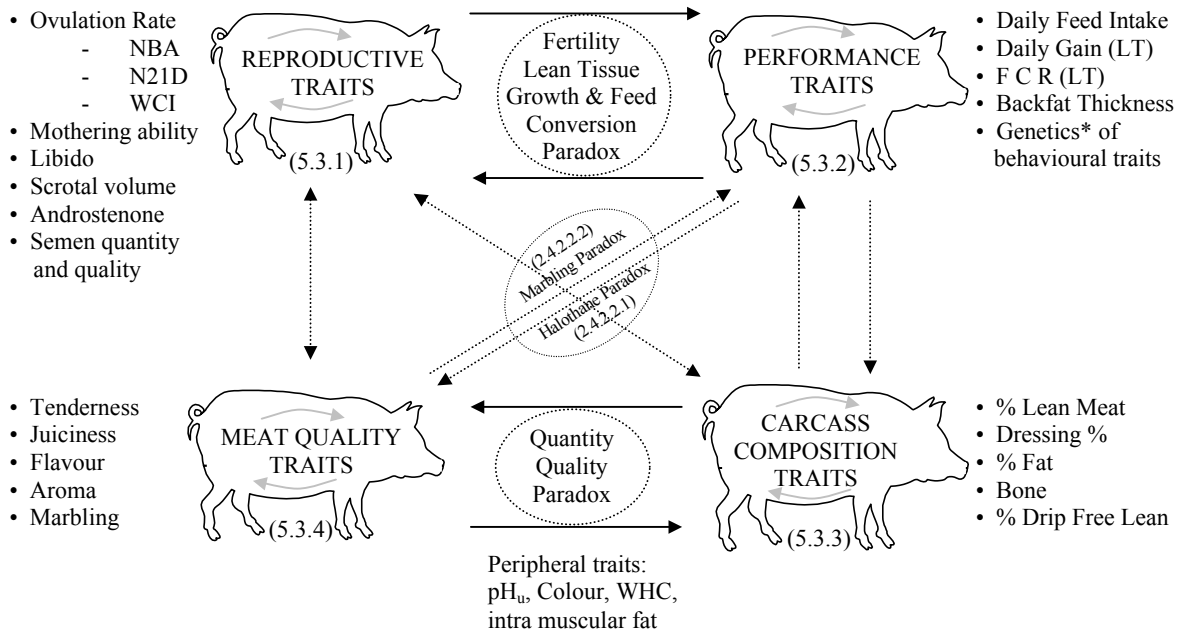 • Ovulation Rate
- NBA
- N21D
- WCI
• Mothering ability
• Libido
• Scrotal volume
• Androstenone
• Semen quantity
and quality
REPRODUCTIVE
TRAITS
(5.3.1)
Fertility
Lean Tissue
Growth & Feed
Conversion
Paradox
PERFORMANCE
TRAITS
(5.3.2)
• Daily Feed Intake
• Daily Gain (LT)
• F C R (LT)
• Backfat Thickness
• Genetics* of
behavioural traits
(2.4.2.2.2)
Marbling Paradox
Halothane Paradox
(2.4.2.2.1)
• Tenderness
• Juiciness
• Flavour
• Aroma
• Marbling
MEAT QUALITY
TRAITS
(5.3.4)
Quantity
Quality
Paradox
CARCASS
COMPOSITION
TRAITS
(5.3.3)
• % Lean Meat
• Dressing %
• % Fat
• Bone
• % Drip Free Lean
Peripheral traits:
pHu, Colour, WHC,
intra muscular fat